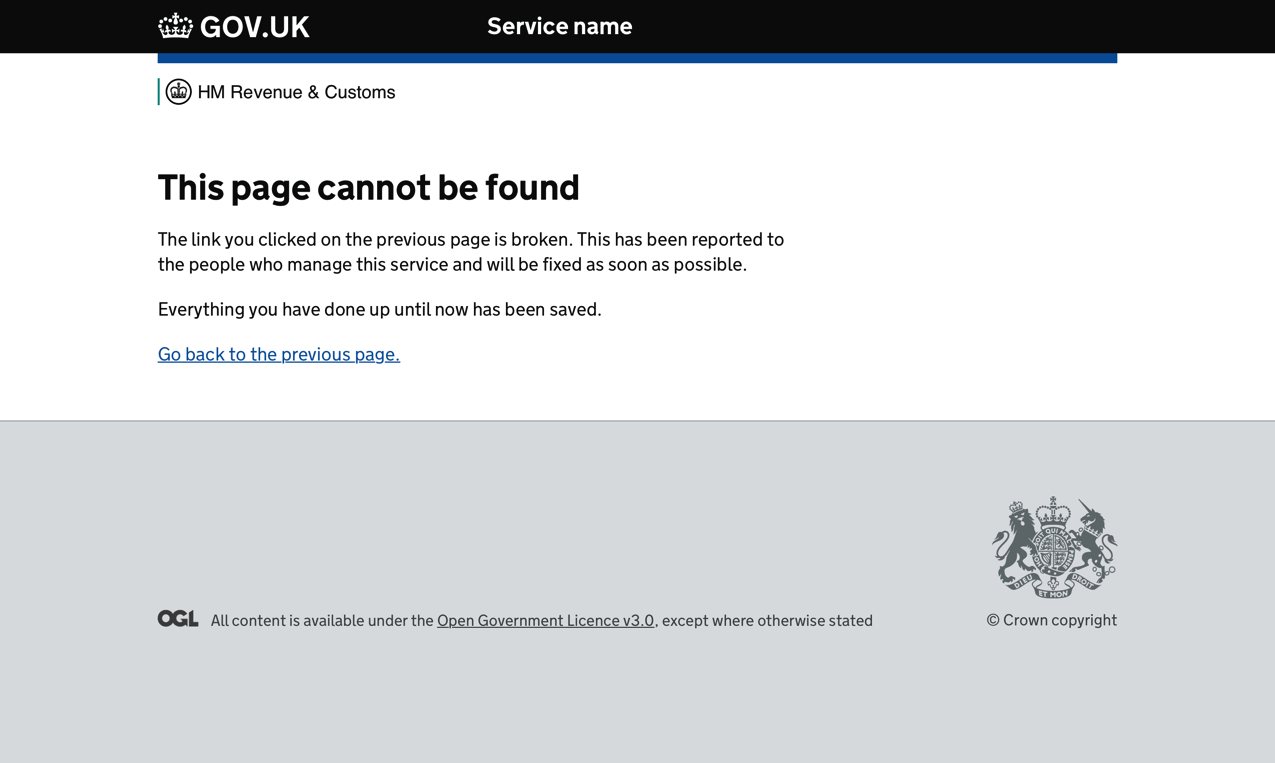 GOV.UK Service name
HM Revenue & Customs
This page cannot be found
The link you clicked on the previous page is broken. This has been reported to
the people who manage this service and will be fixed as soon as possible.
Everything you have done up until now has been saved.
Go back to the previous page.
DIEU ET MON DROIT
OGL All content is available under the Open Government Licence v3.0, except where otherwise stated
© Crown copyright